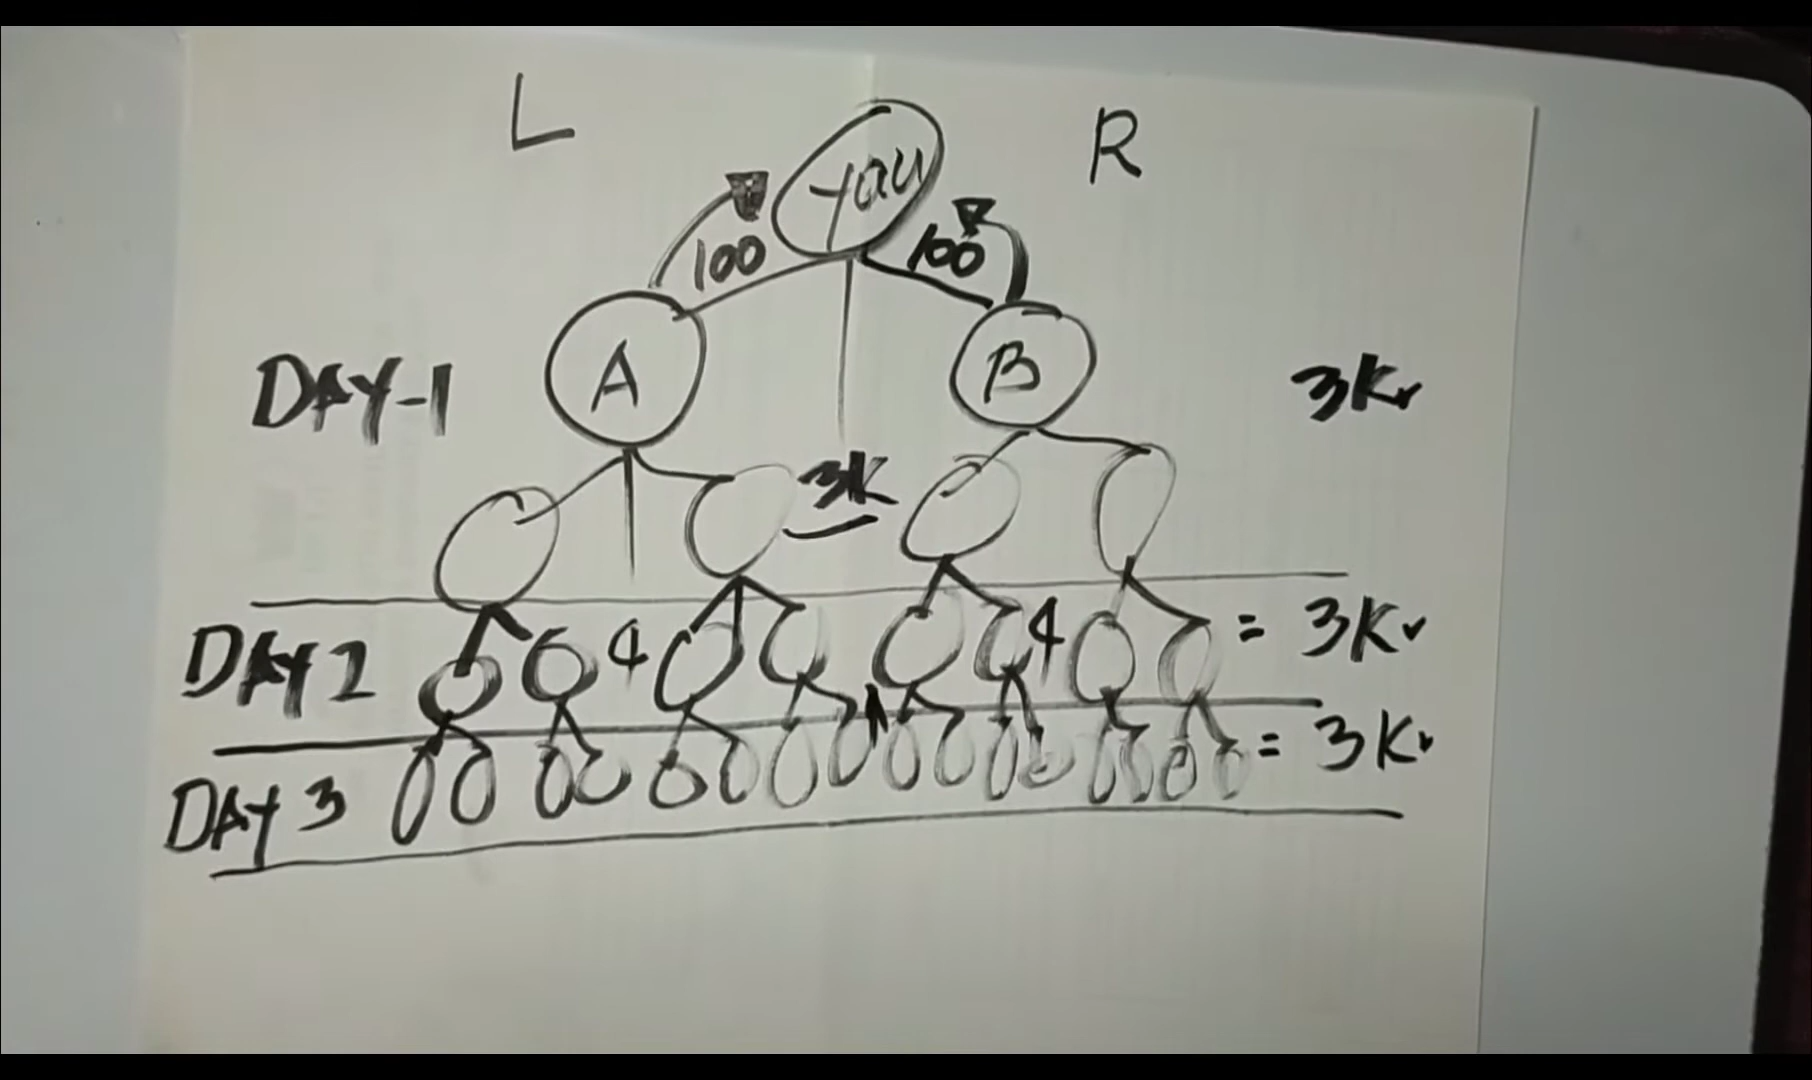 L R
You
100 100
A B
DAY-1 3K
3K
DAY 2 4 4 = 3K
DAY 3 = 3K